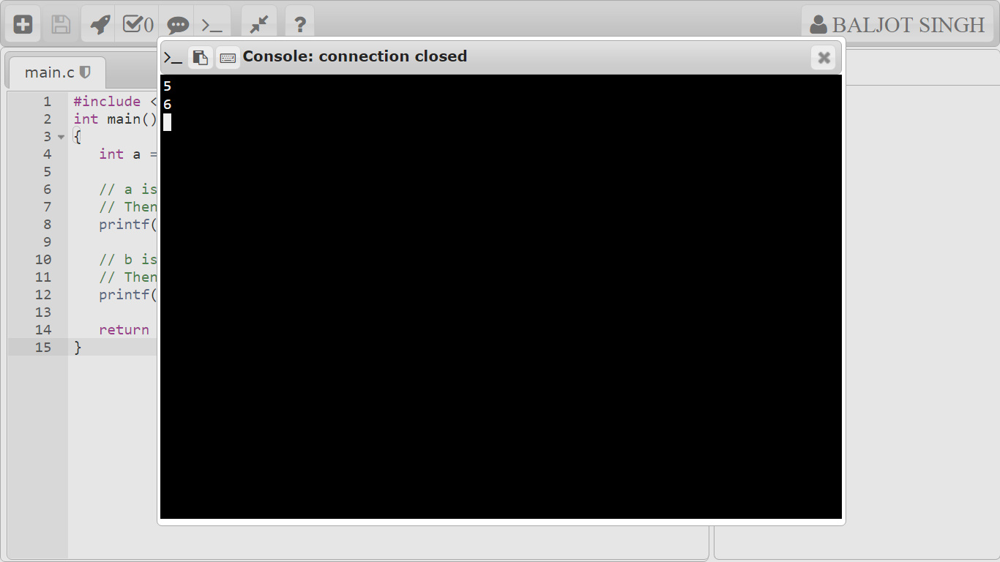 0
?
BALJOT SINGH
>_ Console: connection closed
main.c
5
6
1 #include <
2 int main()
3 {
4 int a =
5
6 // a is
7 // Then
8 printf(
9
10 // b is
11 // Then
12 printf(
13
14 return
15 }